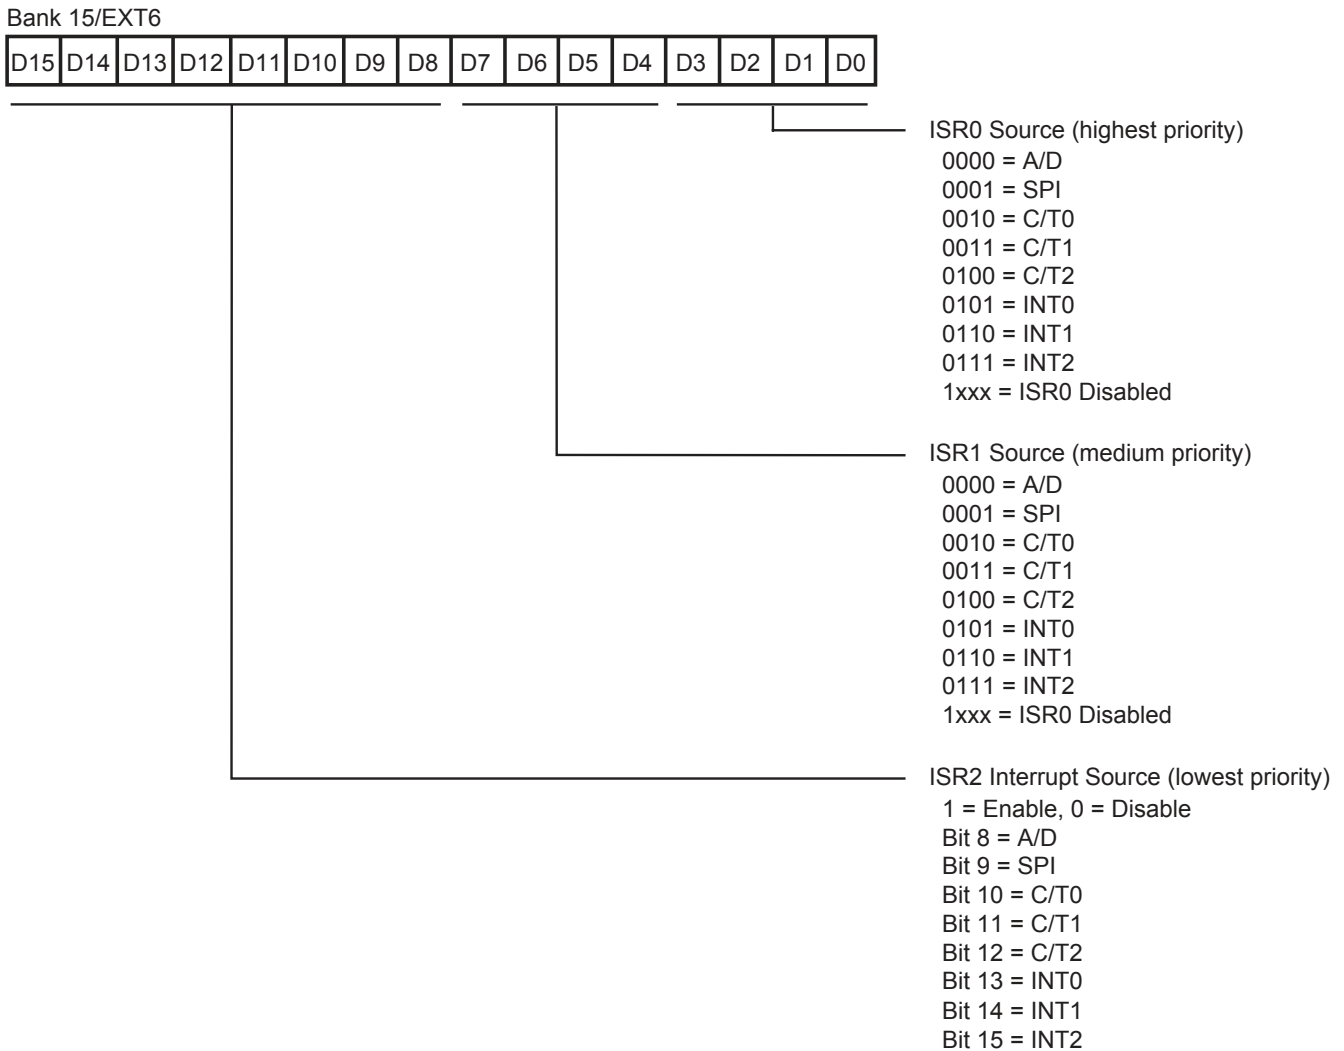 Bank 15/EXT6
D15 D14 D13 D12 D11 D10 D9 D8 D7 D6 D5 D4 D3 D2 D1 D0
ISR0 Source (highest priority)
0000 = A/D
0001 = SPI
0010 = C/T0
0011 = C/T1
0100 = C/T2
0101 = INT0
0110 = INT1
0111 = INT2
1xxx = ISR0 Disabled
ISR1 Source (medium priority)
0000 = A/D
0001 = SPI
0010 = C/T0
0011 = C/T1
0100 = C/T2
0101 = INT0
0110 = INT1
0111 = INT2
1xxx = ISR0 Disabled
ISR2 Interrupt Source (lowest priority)
1 = Enable, 0 = Disable
Bit 8 = A/D
Bit 9 = SPI
Bit 10 = C/T0
Bit 11 = C/T1
Bit 12 = C/T2
Bit 13 = INT0
Bit 14 = INT1
Bit 15 = INT2